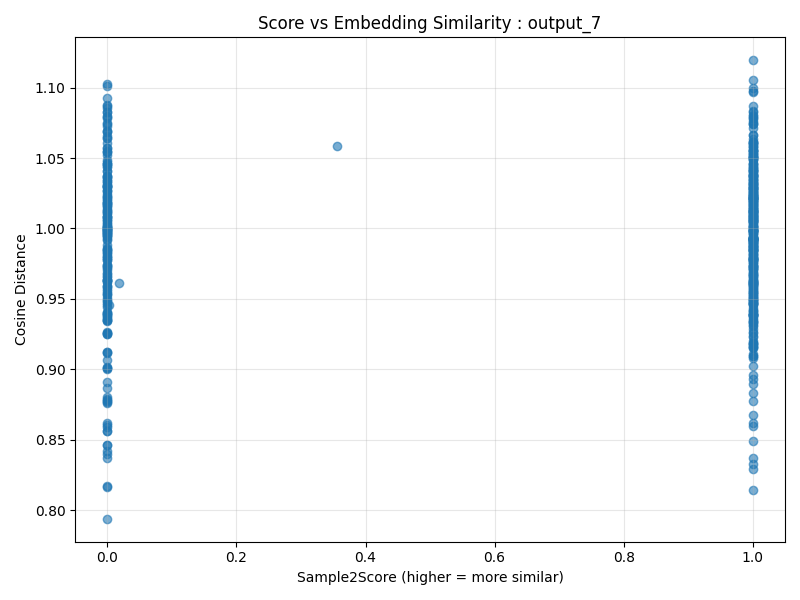 Score vs Embedding Similarity : output_7
Cosine Distance
1.10
1.05
1.00
0.95
0.90
0.85
0.80
0.0 0.2 0.4 0.6 0.8 1.0
Sample2Score (higher = more similar)